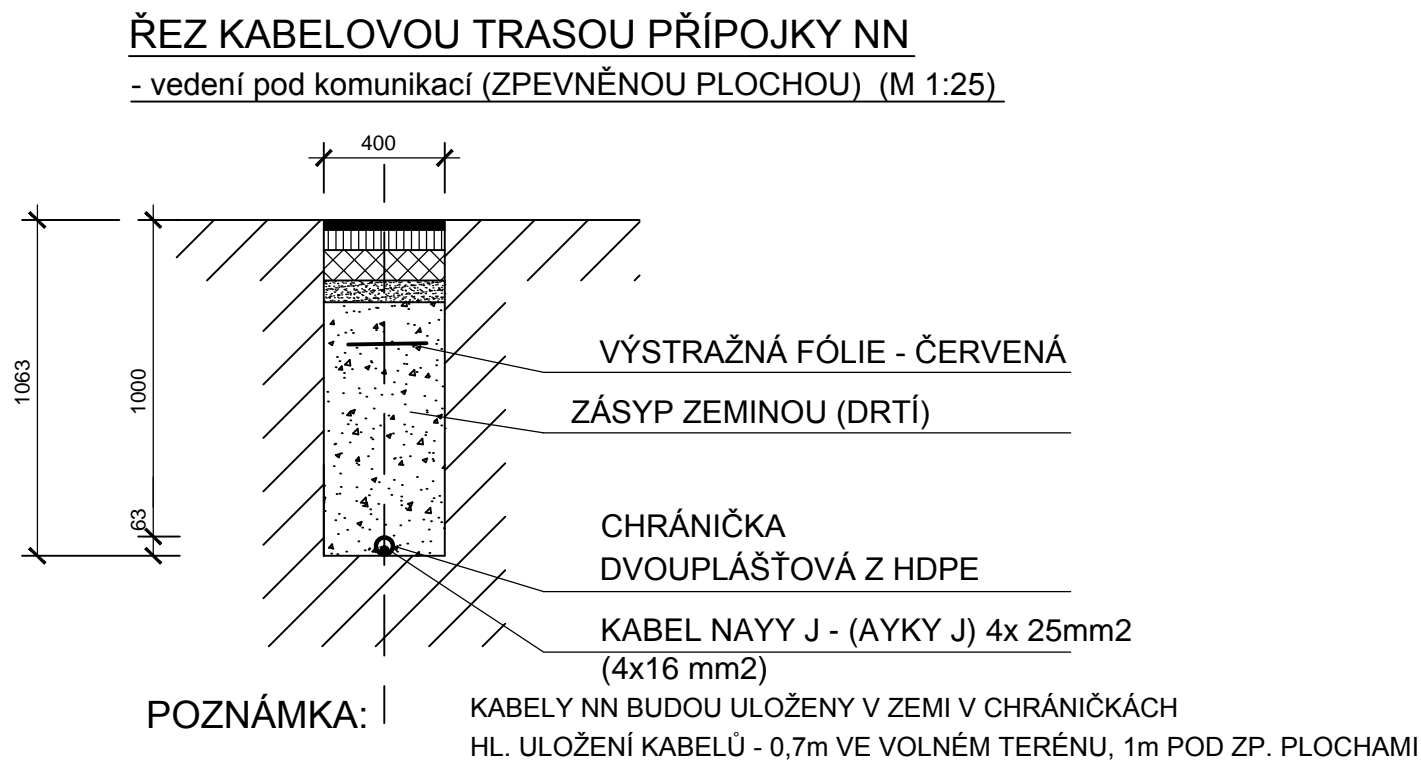 ŘEZ KABELOVOU TRASOU PŘÍPOJKY NN
- vedení pod komunikací (ZPEVNĚNOU PLOCHOU) (M 1:25)
400
1063
1000
63
VÝSTRAŽNÁ FÓLIE - ČERVENÁ
ZÁSYP ZEMINOU (DRTÍ)
CHRÁNIČKA
DVOUPLÁŠŤOVÁ Z HDPE
KABEL NAYY J - (AYKY J) 4x 25mm2
(4x16 mm2)
POZNÁMKA:
KABELY NN BUDOU ULOŽENY V ZEMI V CHRÁNIČKÁCH
HL. ULOŽENÍ KABELŮ - 0,7m VE VOLNÉM TERÉNU, 1m POD ZP. PLOCHAMI